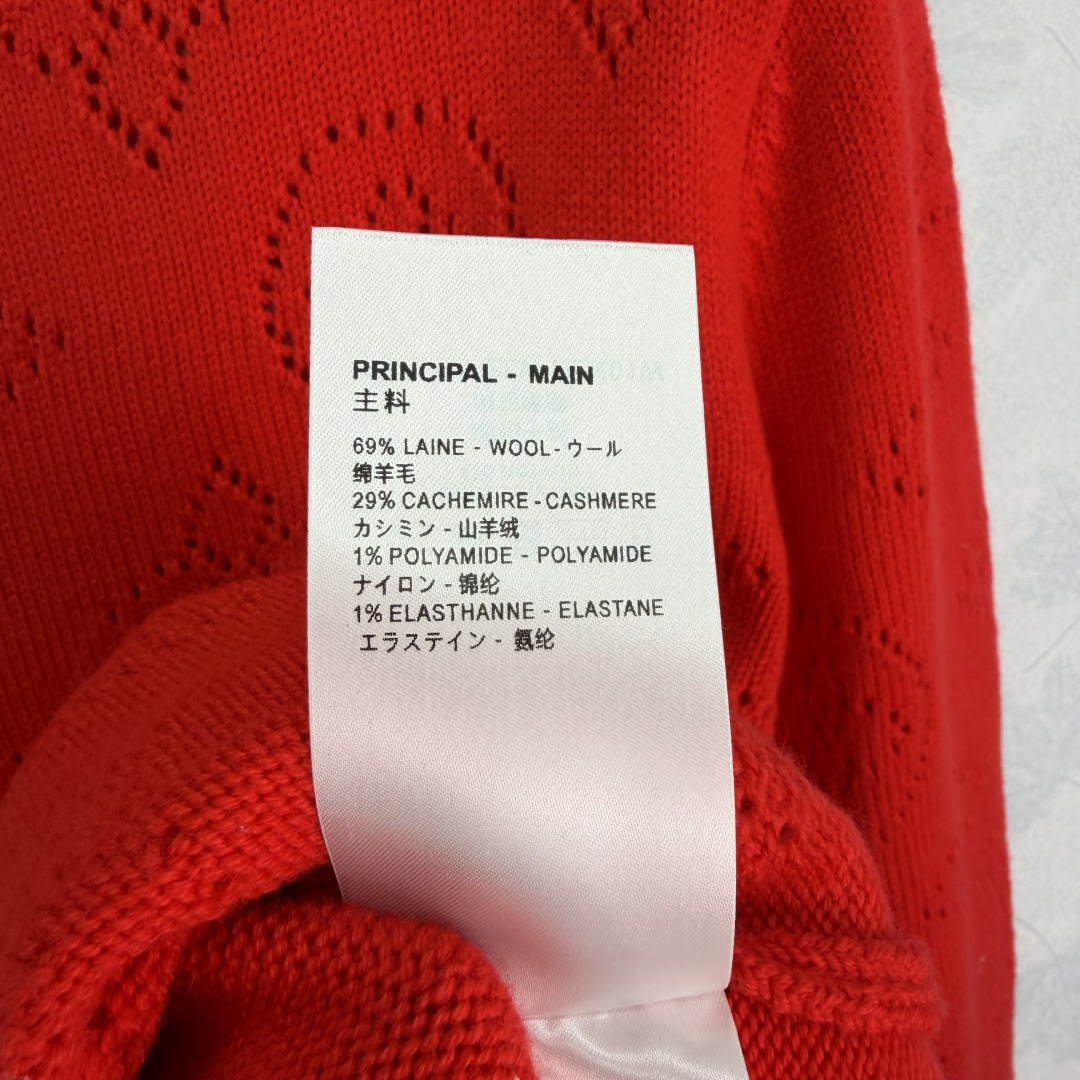 PRINCIPAL - MAIN
主料
69% LAINE - WOOL-ウール
绵羊毛
29% CACHEMIRE-CASHMERE
カシミン-山羊绒
1% POLYAMIDE - POLYAMIDE
ナイロン-锦纶
1% ELASTHANNE - ELASTANE
エラステイン- 氨纶